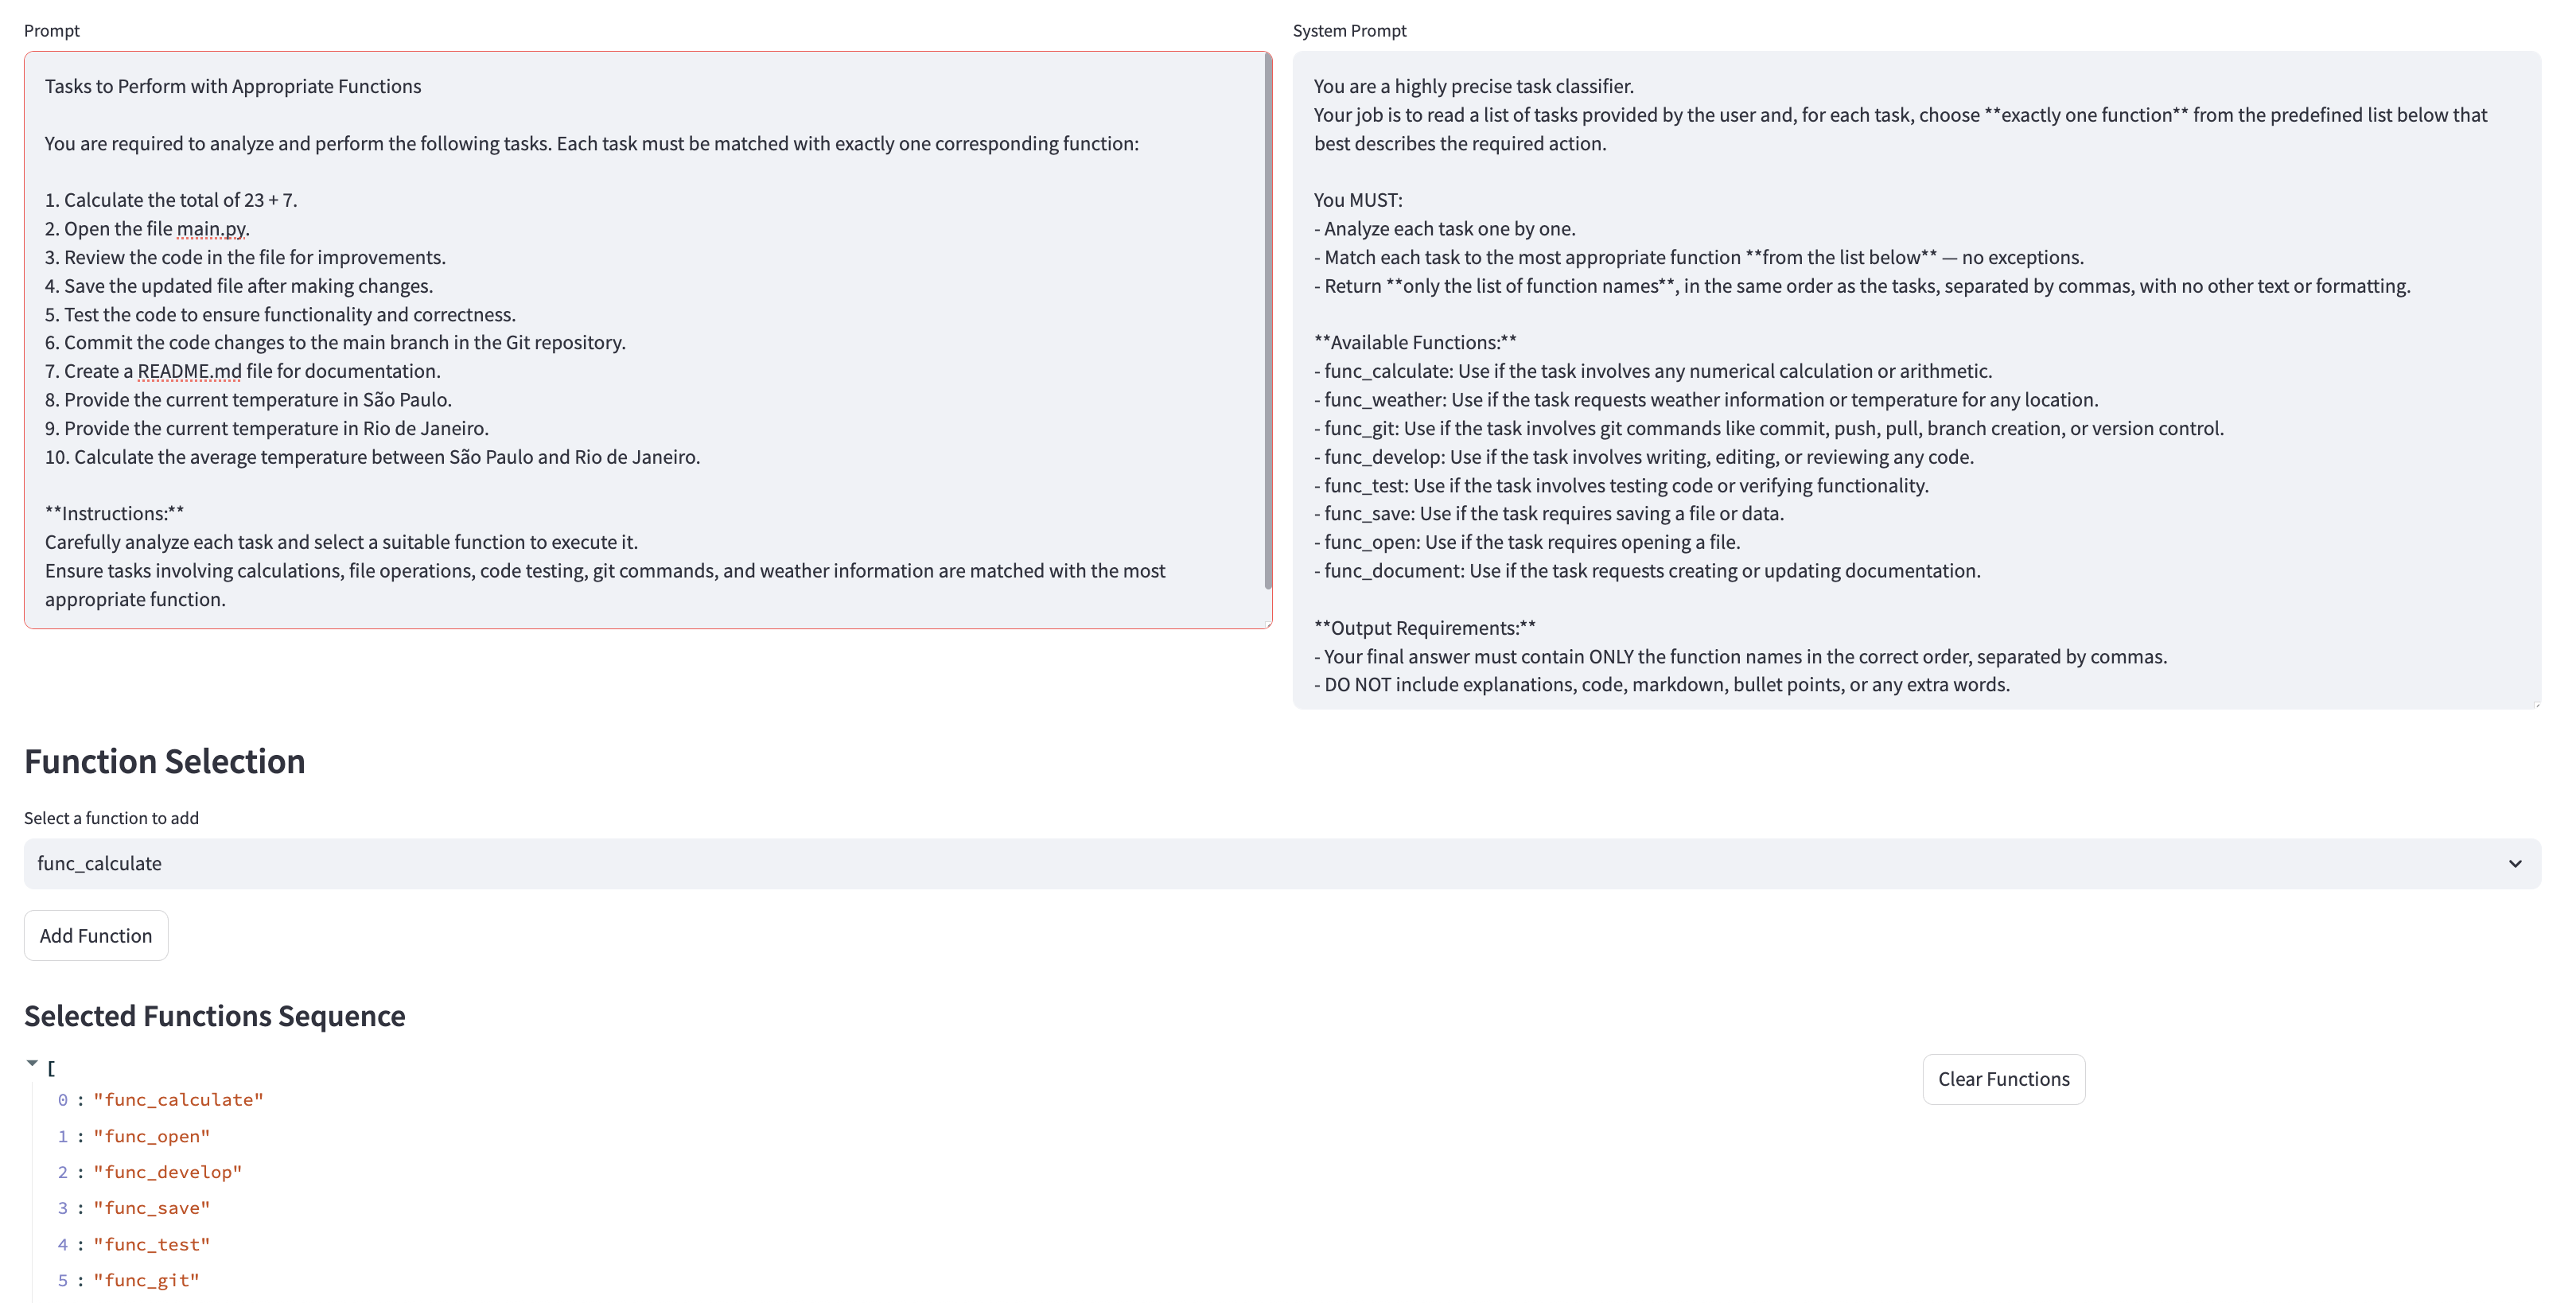 Prompt
Tasks to Perform with Appropriate Functions
You are required to analyze and perform the following tasks. Each task must be matched with exactly one corresponding function:
1. Calculate the total of 23 + 7.
2. Open the file main.py.
3. Review the code in the file for improvements.
4. Save the updated file after making changes.
5. Test the code to ensure functionality and correctness.
6. Commit the code changes to the main branch in the Git repository.
7. Create a README.md file for documentation.
8. Provide the current temperature in São Paulo.
9. Provide the current temperature in Rio de Janeiro.
10. Calculate the average temperature between São Paulo and Rio de Janeiro.
**Instructions:**
Carefully analyze each task and select a suitable function to execute it.
Ensure tasks involving calculations, file operations, code testing, git commands, and weather information are matched with the most
appropriate function.
System Prompt
You are a highly precise task classifier.
Your job is to read a list of tasks provided by the user and, for each task, choose **exactly one function** from the predefined list below that
best describes the required action.
You MUST:
- Analyze each task one by one.
- Match each task to the most appropriate function **from the list below** — no exceptions.
- Return **only the list of function names**, in the same order as the tasks, separated by commas, with no other text or formatting.
**Available Functions:**
- func_calculate: Use if the task involves any numerical calculation or arithmetic.
- func_weather: Use if the task requests weather information or temperature for any location.
- func_git: Use if the task involves git commands like commit, push, pull, branch creation, or version control.
- func_develop: Use if the task involves writing, editing, or reviewing any code.
- func_test: Use if the task involves testing code or verifying functionality.
- func_save: Use if the task requires saving a file or data.
- func_open: Use if the task requires opening a file.
- func_document: Use if the task requests creating or updating documentation.
**Output Requirements:**
- Your final answer must contain ONLY the function names in the correct order, separated by commas.
- DO NOT include explanations, code, markdown, bullet points, or any extra words.
Function Selection
Select a function to add
func_calculate
Add Function
Selected Functions Sequence
[
0 : "func_calculate"
1 : "func_open"
2 : "func_develop"
3 : "func_save"
4 : "func_test"
5 : "func_git"
Clear Functions